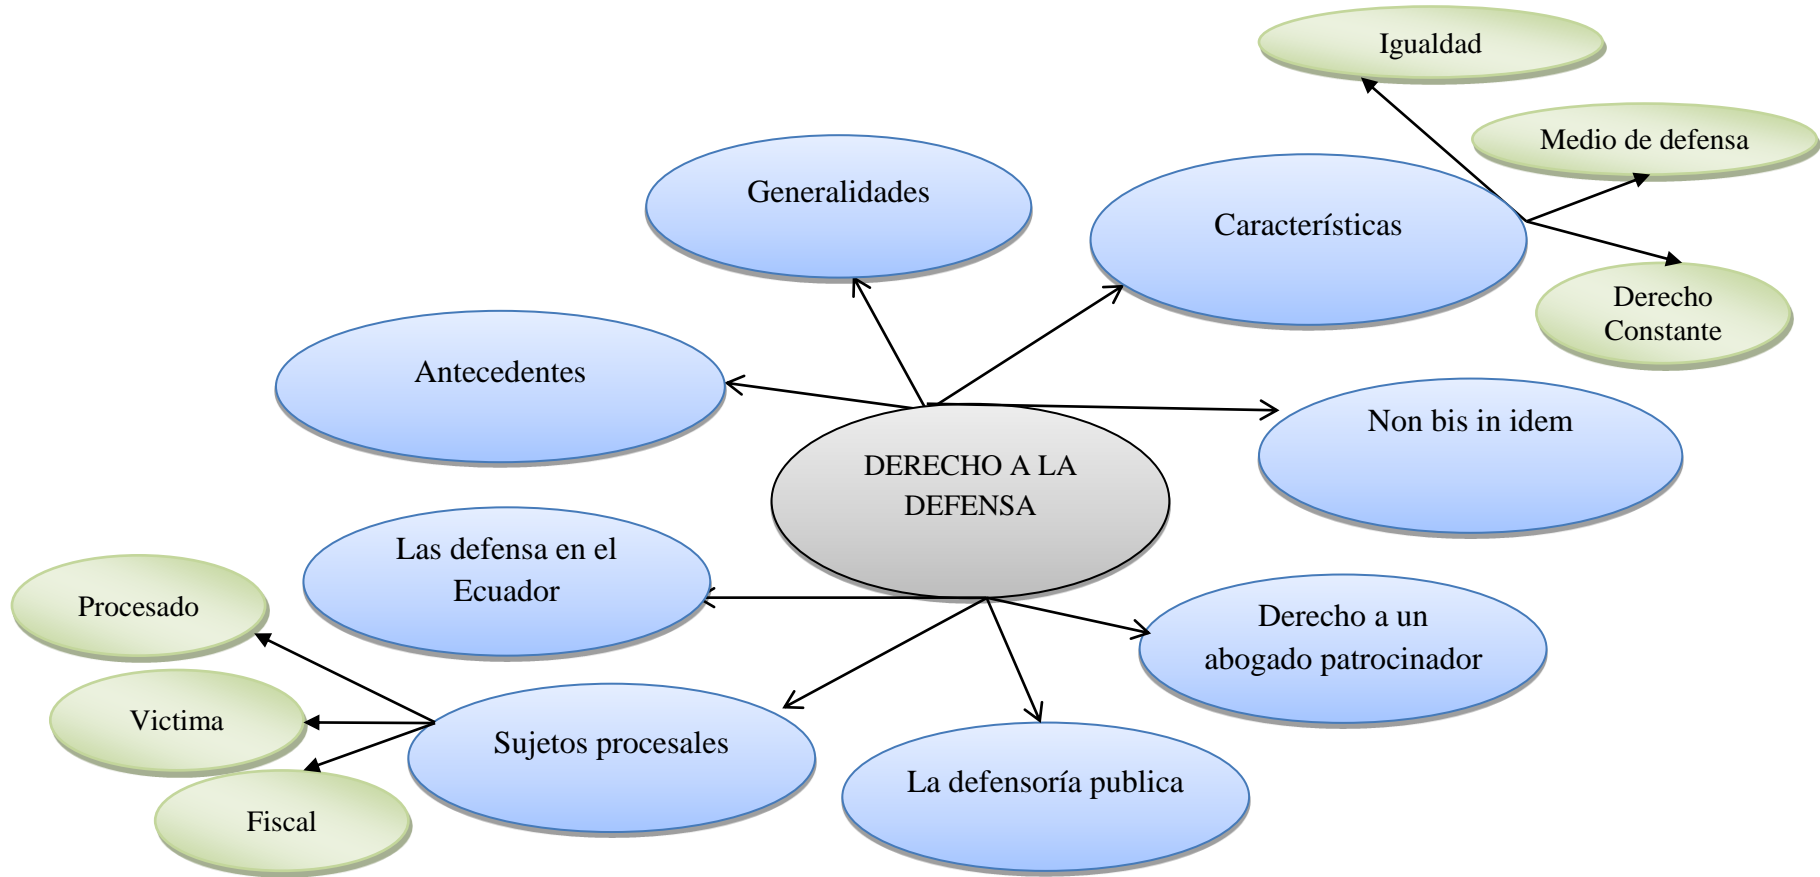 Igualdad
Medio de defensa
Generalidades
Característícas
Derecho
Constante
Antecedentes
Non bis in idem
DERECHO A LA
DEFENSA
Las defensa en el
Ecuador
Procesado
Derecho a un
abogado patrocinador
Victima
Sujetos procesales
La defensoría publica
Fiscal